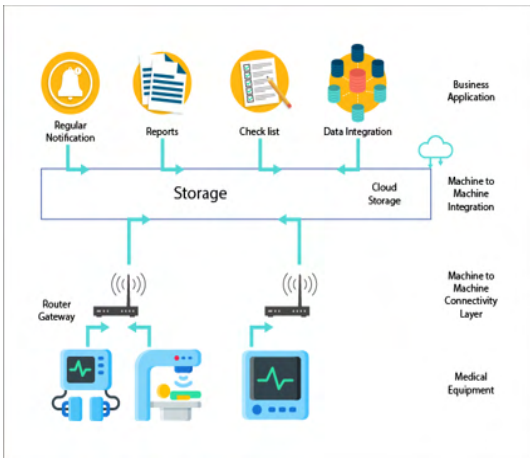 Business
Application
Regular
Notification
Reports
Check list
Data Integration
Storage
Cloud
Storage
Machine to
Machine
Integration
Router
Gateway
Machine to
Machine
Connectivity
Layer
Medical
Equipment